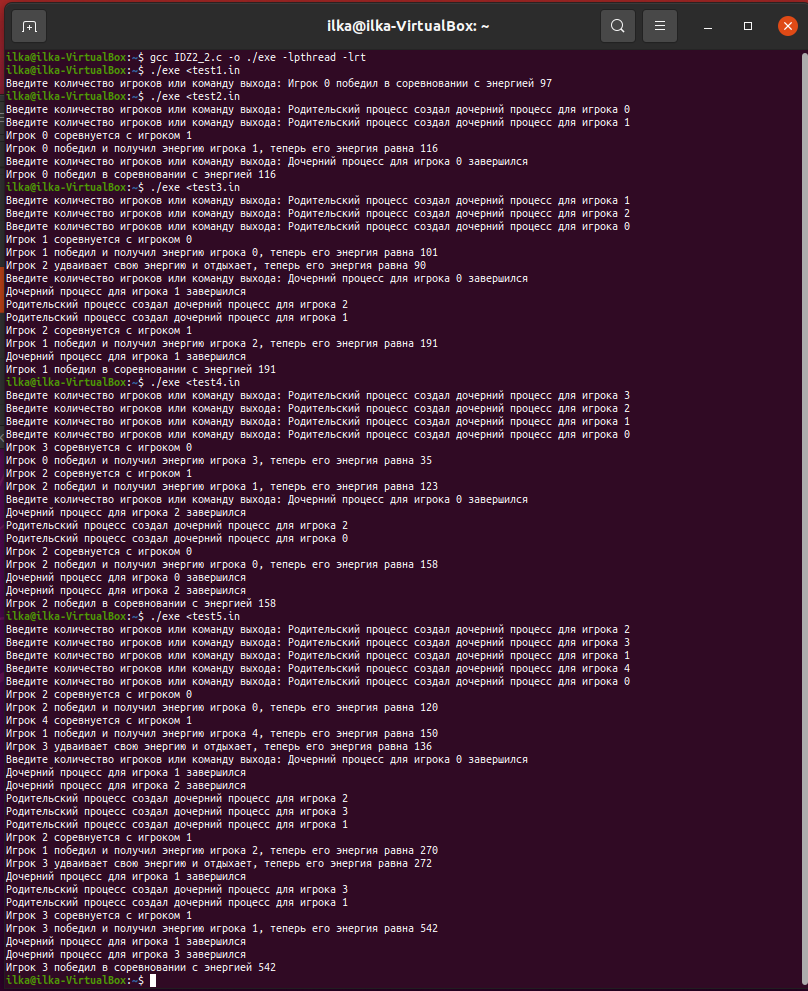 ilka@ilka-VirtualBox: ~
ilka@ilka-VirtualBox:~$ gcc IDZ2_2.c -o ./exe -lpthread -lrt
ilka@ilka-VirtualBox:~$ ./exe <test1.in
Введите количество игроков или команду выхода: Игрок 0 победил в соревновании с энергией 97
ilka@ilka-VirtualBox:~$ ./exe <test2.in
Введите количество игроков или команду выхода: Родительский процесс создал дочерний процесс для игрока 0
Введите количество игроков или команду выхода: Родительский процесс создал дочерний процесс для игрока 1
Игрок 0 соревнуется с игроком 1
Игрок 0 победил и получил энергию игрока 1, теперь его энергия равна 116
Введите количество игроков или команду выхода: Дочерний процесс для игрока 0 завершился
Игрок 0 победил в соревновании с энергией 116
ilka@ilka-VirtualBox:~$ ./exe <test3.in
Введите количество игроков или команду выхода: Родительский процесс создал дочерний процесс для игрока 1
Введите количество игроков или команду выхода: Родительский процесс создал дочерний процесс для игрока 2
Введите количество игроков или команду выхода: Родительский процесс создал дочерний процесс для игрока 0
Игрок 1 соревнуется с игроком 0
Игрок 1 победил и получил энергию игрока 0, теперь его энергия равна 101
Игрок 2 удваивает свою энергию и отдыхает, теперь его энергия равна 90
Введите количество игроков или команду выхода: Дочерний процесс для игрока 0 завершился
Дочерний процесс для игрока 1 завершился
Родительский процесс создал дочерний процесс для игрока 2
Родительский процесс создал дочерний процесс для игрока 1
Игрок 2 соревнуется с игроком 1
Игрок 1 победил и получил энергию игрока 2, теперь его энергия равна 191
Дочерний процесс для игрока 1 завершился
Игрок 1 победил в соревновании с энергией 191
ilka@ilka-VirtualBox:~$ ./exe <test4.in
Введите количество игроков или команду выхода: Родительский процесс создал дочерний процесс для игрока 3
Введите количество игроков или команду выхода: Родительский процесс создал дочерний процесс для игрока 2
Введите количество игроков или команду выхода: Родительский процесс создал дочерний процесс для игрока 1
Введите количество игроков или команду выхода: Родительский процесс создал дочерний процесс для игрока 0
Игрок 3 соревнуется с игроком 0
Игрок 0 победил и получил энергию игрока 3, теперь его энергия равна 35
Игрок 2 соревнуется с игроком 1
Игрок 2 победил и получил энергию игрока 1, теперь его энергия равна 123
Введите количество игроков или команду выхода: Дочерний процесс для игрока 0 завершился
Дочерний процесс для игрока 2 завершился
Родительский процесс создал дочерний процесс для игрока 2
Родительский процесс создал дочерний процесс для игрока 0
Игрок 2 соревнуется с игроком 0
Игрок 2 победил и получил энергию игрока 0, теперь его энергия равна 158
Дочерний процесс для игрока 0 завершился
Дочерний процесс для игрока 2 завершился
Игрок 2 победил в соревновании с энергией 158
ilka@ilka-VirtualBox:~$ ./exe <test5.in
Введите количество игроков или команду выхода: Родительский процесс создал дочерний процесс для игрока 2
Введите количество игроков или команду выхода: Родительский процесс создал дочерний процесс для игрока 3
Введите количество игроков или команду выхода: Родительский процесс создал дочерний процесс для игрока 1
Введите количество игроков или команду выхода: Родительский процесс создал дочерний процесс для игрока 4
Введите количество игроков или команду выхода: Родительский процесс создал дочерний процесс для игрока 0
Игрок 2 соревнуется с игроком 0
Игрок 2 победил и получил энергию игрока 0, теперь его энергия равна 120
Игрок 4 соревнуется с игроком 1
Игрок 1 победил и получил энергию игрока 4, теперь его энергия равна 150
Игрок 3 удваивает свою энергию и отдыхает, теперь его энергия равна 136
Введите количество игроков или команду выхода: Дочерний процесс для игрока 0 завершился
Дочерний процесс для игрока 1 завершился
Дочерний процесс для игрока 2 завершился
Родительский процесс создал дочерний процесс для игрока 2
Родительский процесс создал дочерний процесс для игрока 3
Родительский процесс создал дочерний процесс для игрока 1
Игрок 2 соревнуется с игроком 1
Игрок 1 победил и получил энергию игрока 2, теперь его энергия равна 270
Игрок 3 удваивает свою энергию и отдыхает, теперь его энергия равна 272
Дочерний процесс для игрока 1 завершился
Родительский процесс создал дочерний процесс для игрока 3
Родительский процесс создал дочерний процесс для игрока 1
Игрок 3 соревнуется с игроком 1
Игрок 3 победил и получил энергию игрока 1, теперь его энергия равна 542
Дочерний процесс для игрока 1 завершился
Дочерний процесс для игрока 3 завершился
Игрок 3 победил в соревновании с энергией 542
ilka@ilka-VirtualBox:~$